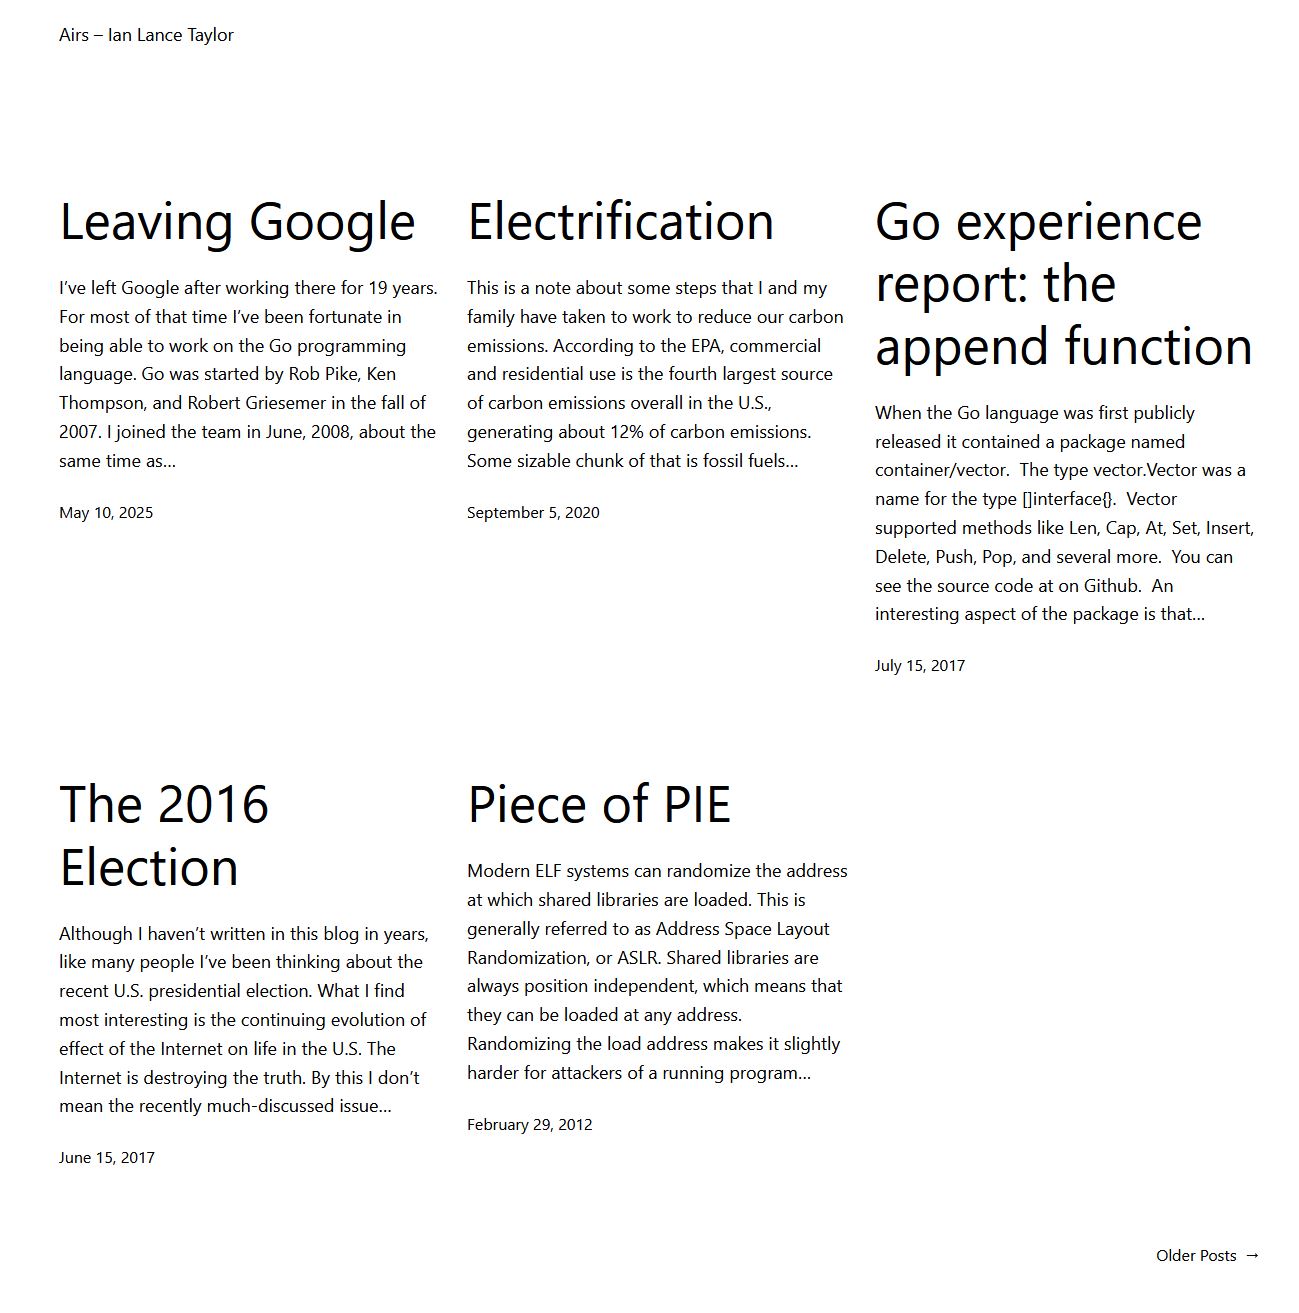 Airs – Ian Lance Taylor
Leaving Google
I’ve left Google after working there for 19 years.
For most of that time I’ve been fortunate in
being able to work on the Go programming
language. Go was started by Rob Pike, Ken
Thompson, and Robert Griesemer in the fall of
2007. I joined the team in June, 2008, about the
same time as…
May 10, 2025
Electrification
This is a note about some steps that I and my
family have taken to work to reduce our carbon
emissions. According to the EPA, commercial
and residential use is the fourth largest source
of carbon emissions overall in the U.S.,
generating about 12% of carbon emissions.
Some sizable chunk of that is fossil fuels…
September 5, 2020
Go experience
report: the
append function
When the Go language was first publicly
released it contained a package named
container/vector.  The type vector.Vector was a
name for the type []interface{}.  Vector
supported methods like Len, Cap, At, Set, Insert,
Delete, Push, Pop, and several more.  You can
see the source code at on Github.  An
interesting aspect of the package is that…
July 15, 2017
The 2016
Election
Although I haven’t written in this blog in years,
like many people I’ve been thinking about the
recent U.S. presidential election. What I find
most interesting is the continuing evolution of
effect of the Internet on life in the U.S. The
Internet is destroying the truth. By this I don’t
mean the recently much-discussed issue…
June 15, 2017
Piece of PIE
Modern ELF systems can randomize the address
at which shared libraries are loaded. This is
generally referred to as Address Space Layout
Randomization, or ASLR. Shared libraries are
always position independent, which means that
they can be loaded at any address.
Randomizing the load address makes it slightly
harder for attackers of a running program…
February 29, 2012
Older Posts →